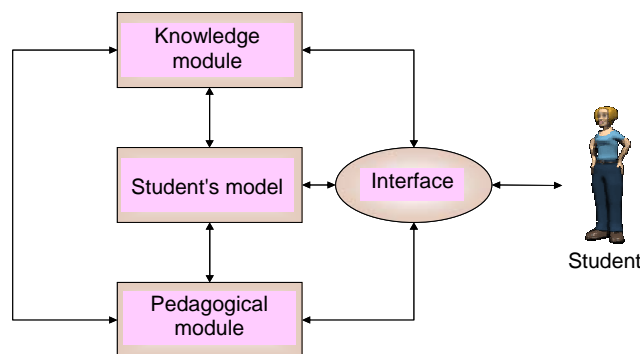 Knowledge
module
Student's model
Interface
Student
Pedagogical
module